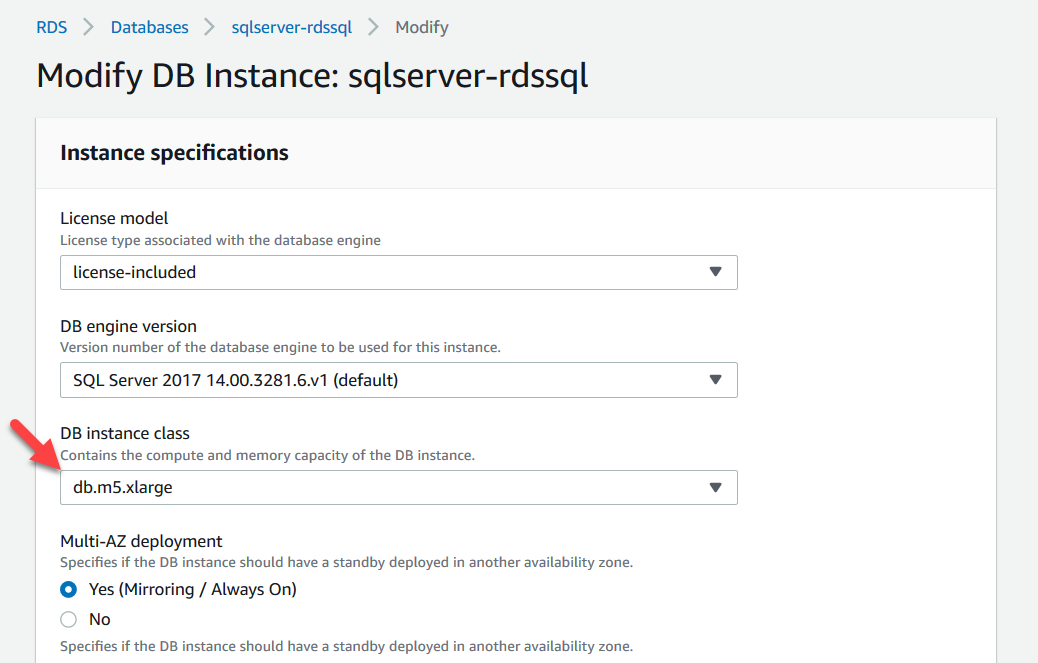 RDS > Databases > sqlserver-rdssql > Modify
Modify DB Instance: sqlserver-rdssql
Instance specifications
License model
License type associated with the database engine
license-included
DB engine version
Version number of the database engine to be used for this instance.
SQL Server 2017 14.00.3281.6.v1 (default)
DB instance class
Contains the compute and memory capacity of the DB instance.
db.m5.xlarge
Multi-AZ deployment
Specifies if the DB instance should have a standby deployed in another availability zone.
Yes (Mirroring / Always On)
No
Specifies if the DB instance should have a standby deployed in another availability zone.